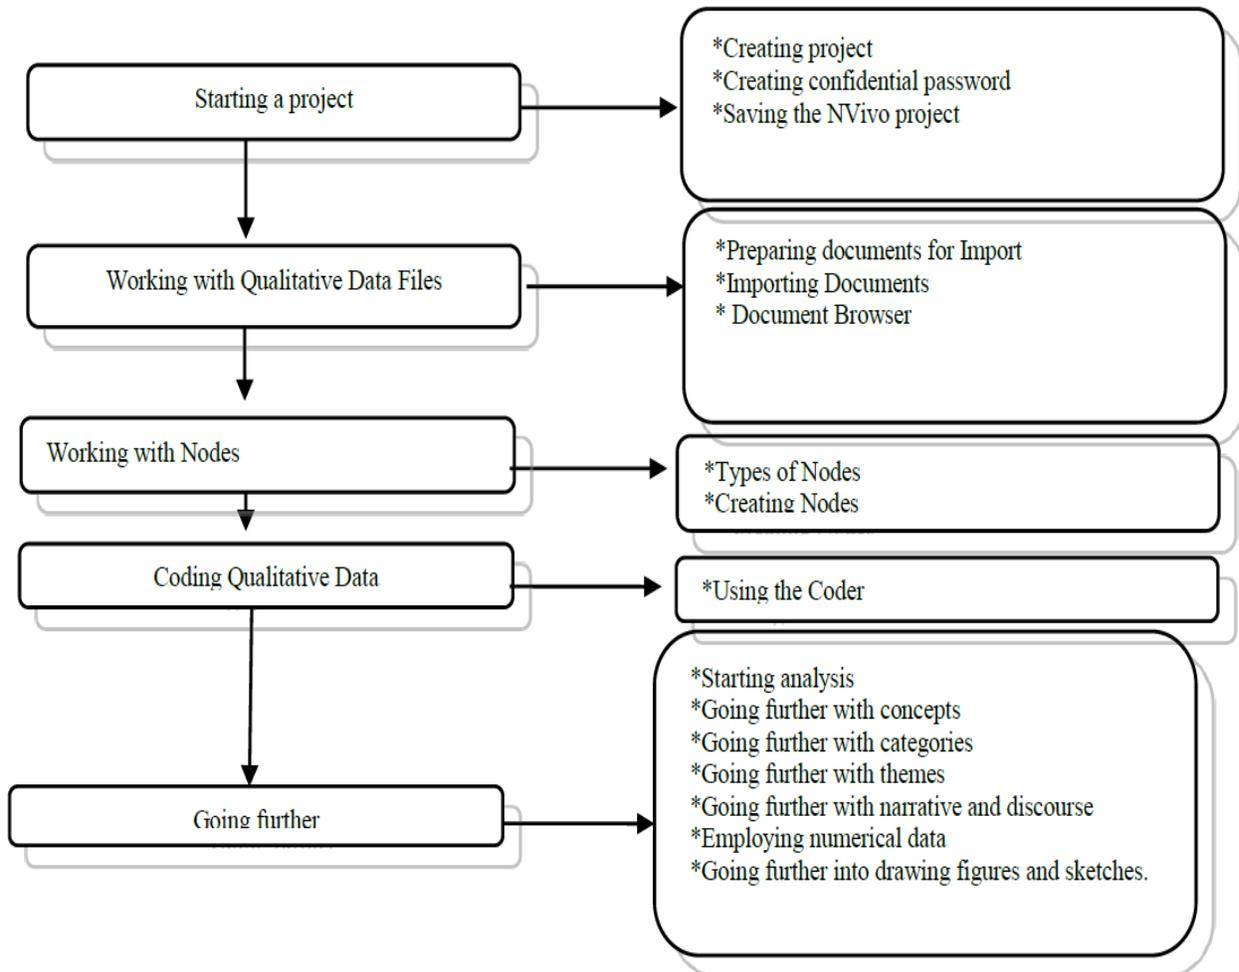 Starting a project
*Creating project
*Creating confidential password
*Saving the NVivo project
Working with Qualitative Data Files
*Preparing documents for Import
*Importing Documents
* Document Browser
Working with Nodes
*Types of Nodes
*Creating Nodes
Coding Qualitative Data
*Using the Coder
Going further
*Starting analysis
*Going further with concepts
*Going further with categories
*Going further with themes
*Going further with narrative and discourse
*Employing numerical data
*Going further into drawing figures and sketches.